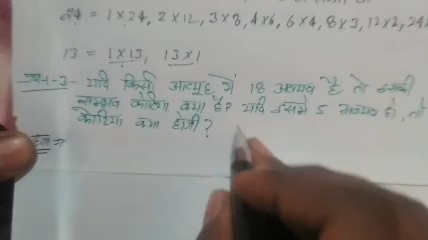 24 = 1×24, 2×12, 3×8, 4×6, 6×4, 8×3, 12×2, 24×
13 = 1×13, 13×1
प्रश्न-3- यदि किसी आव्यूह में 18 अवयव है तो इसकी
सम्भव कोटिया क्या है? यदि इसमें 5 अवयव हो, तो
कोटिया क्या होगी?
हल ⇒